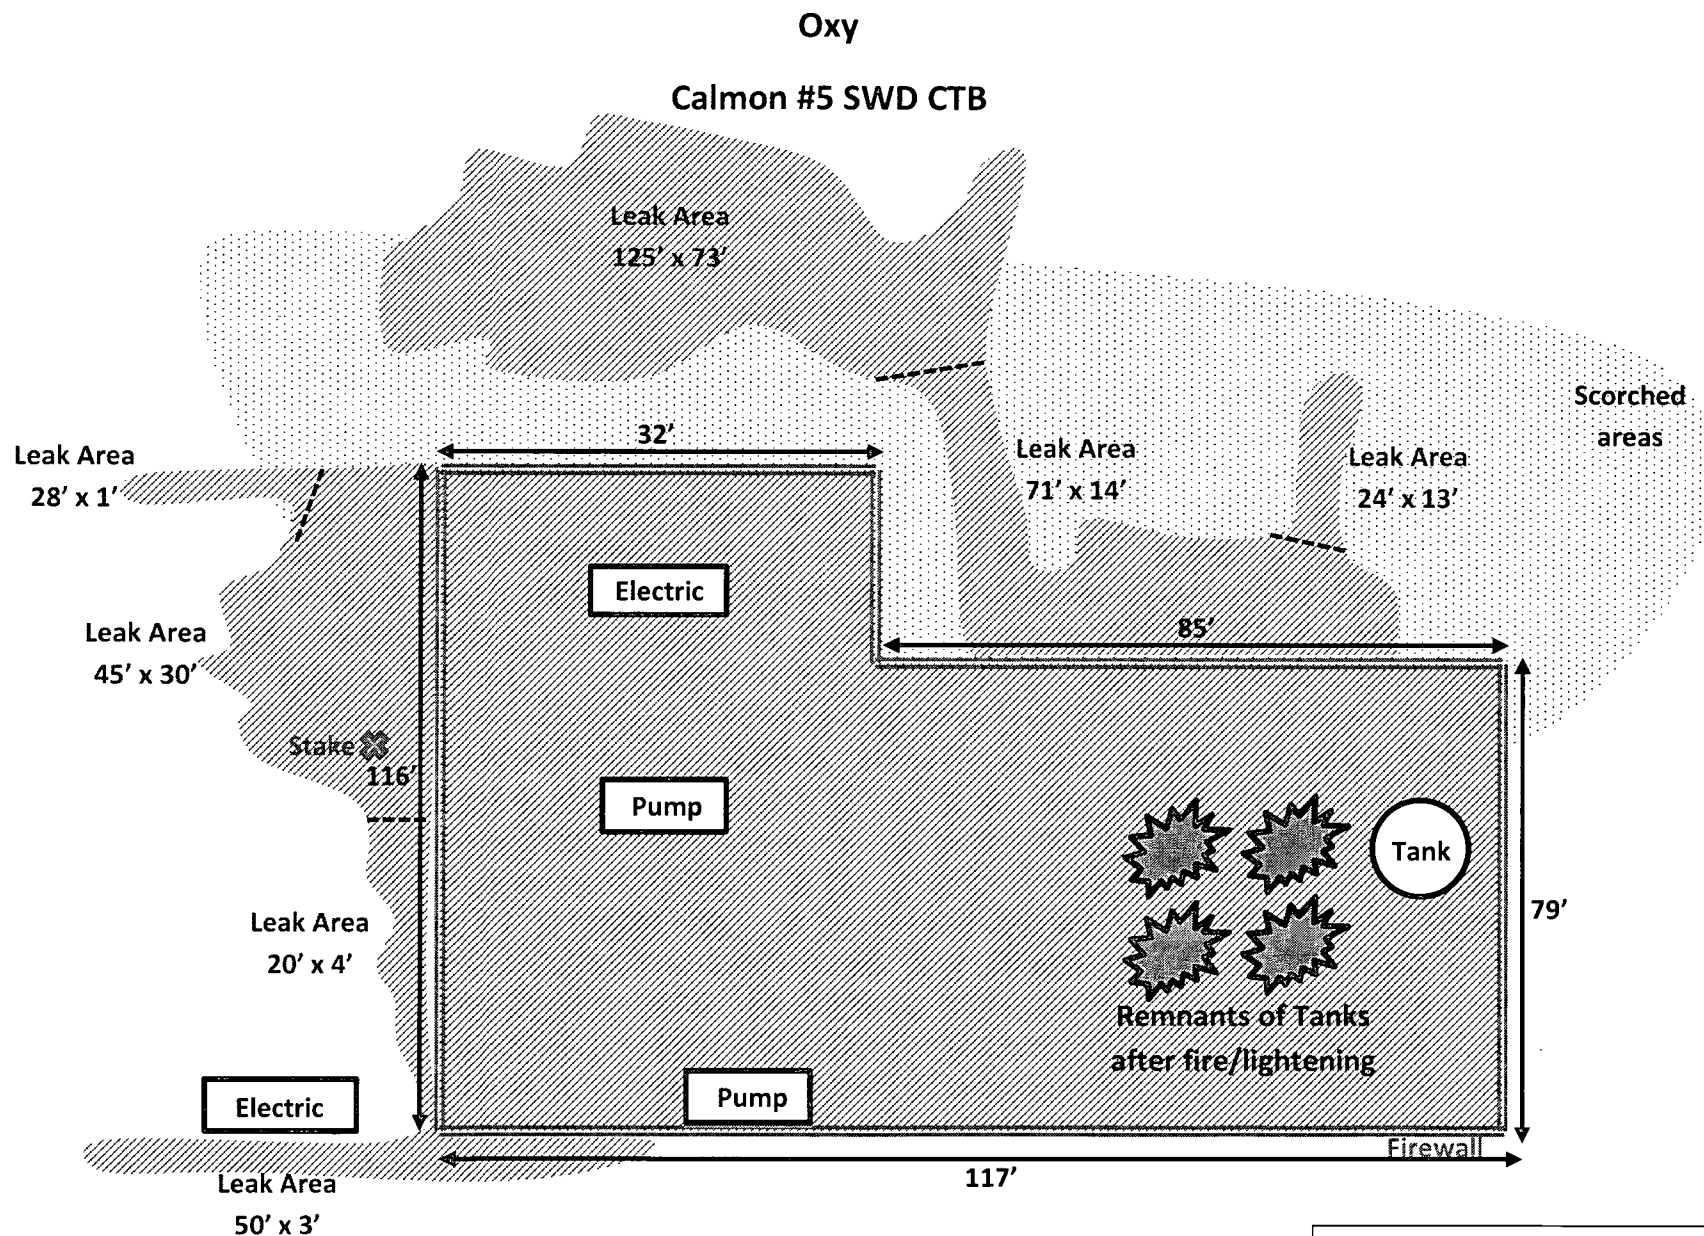 Oxy
Calmon #5 SWD CTB
Leak Area
125’ x 73’
Scorched
areas
32’
Leak Area
28’ x 1’
Leak Area
71’ x 14’
Leak Area
24’ x 13’
Electric
Leak Area
45’ x 30’
85’
Stake
116’
Pump
Tank
79’
Leak Area
20’ x 4’
Remnants of Tanks
after fire/lightening
Electric
Pump
Firewall
117’
Leak Area
50’ x 3’